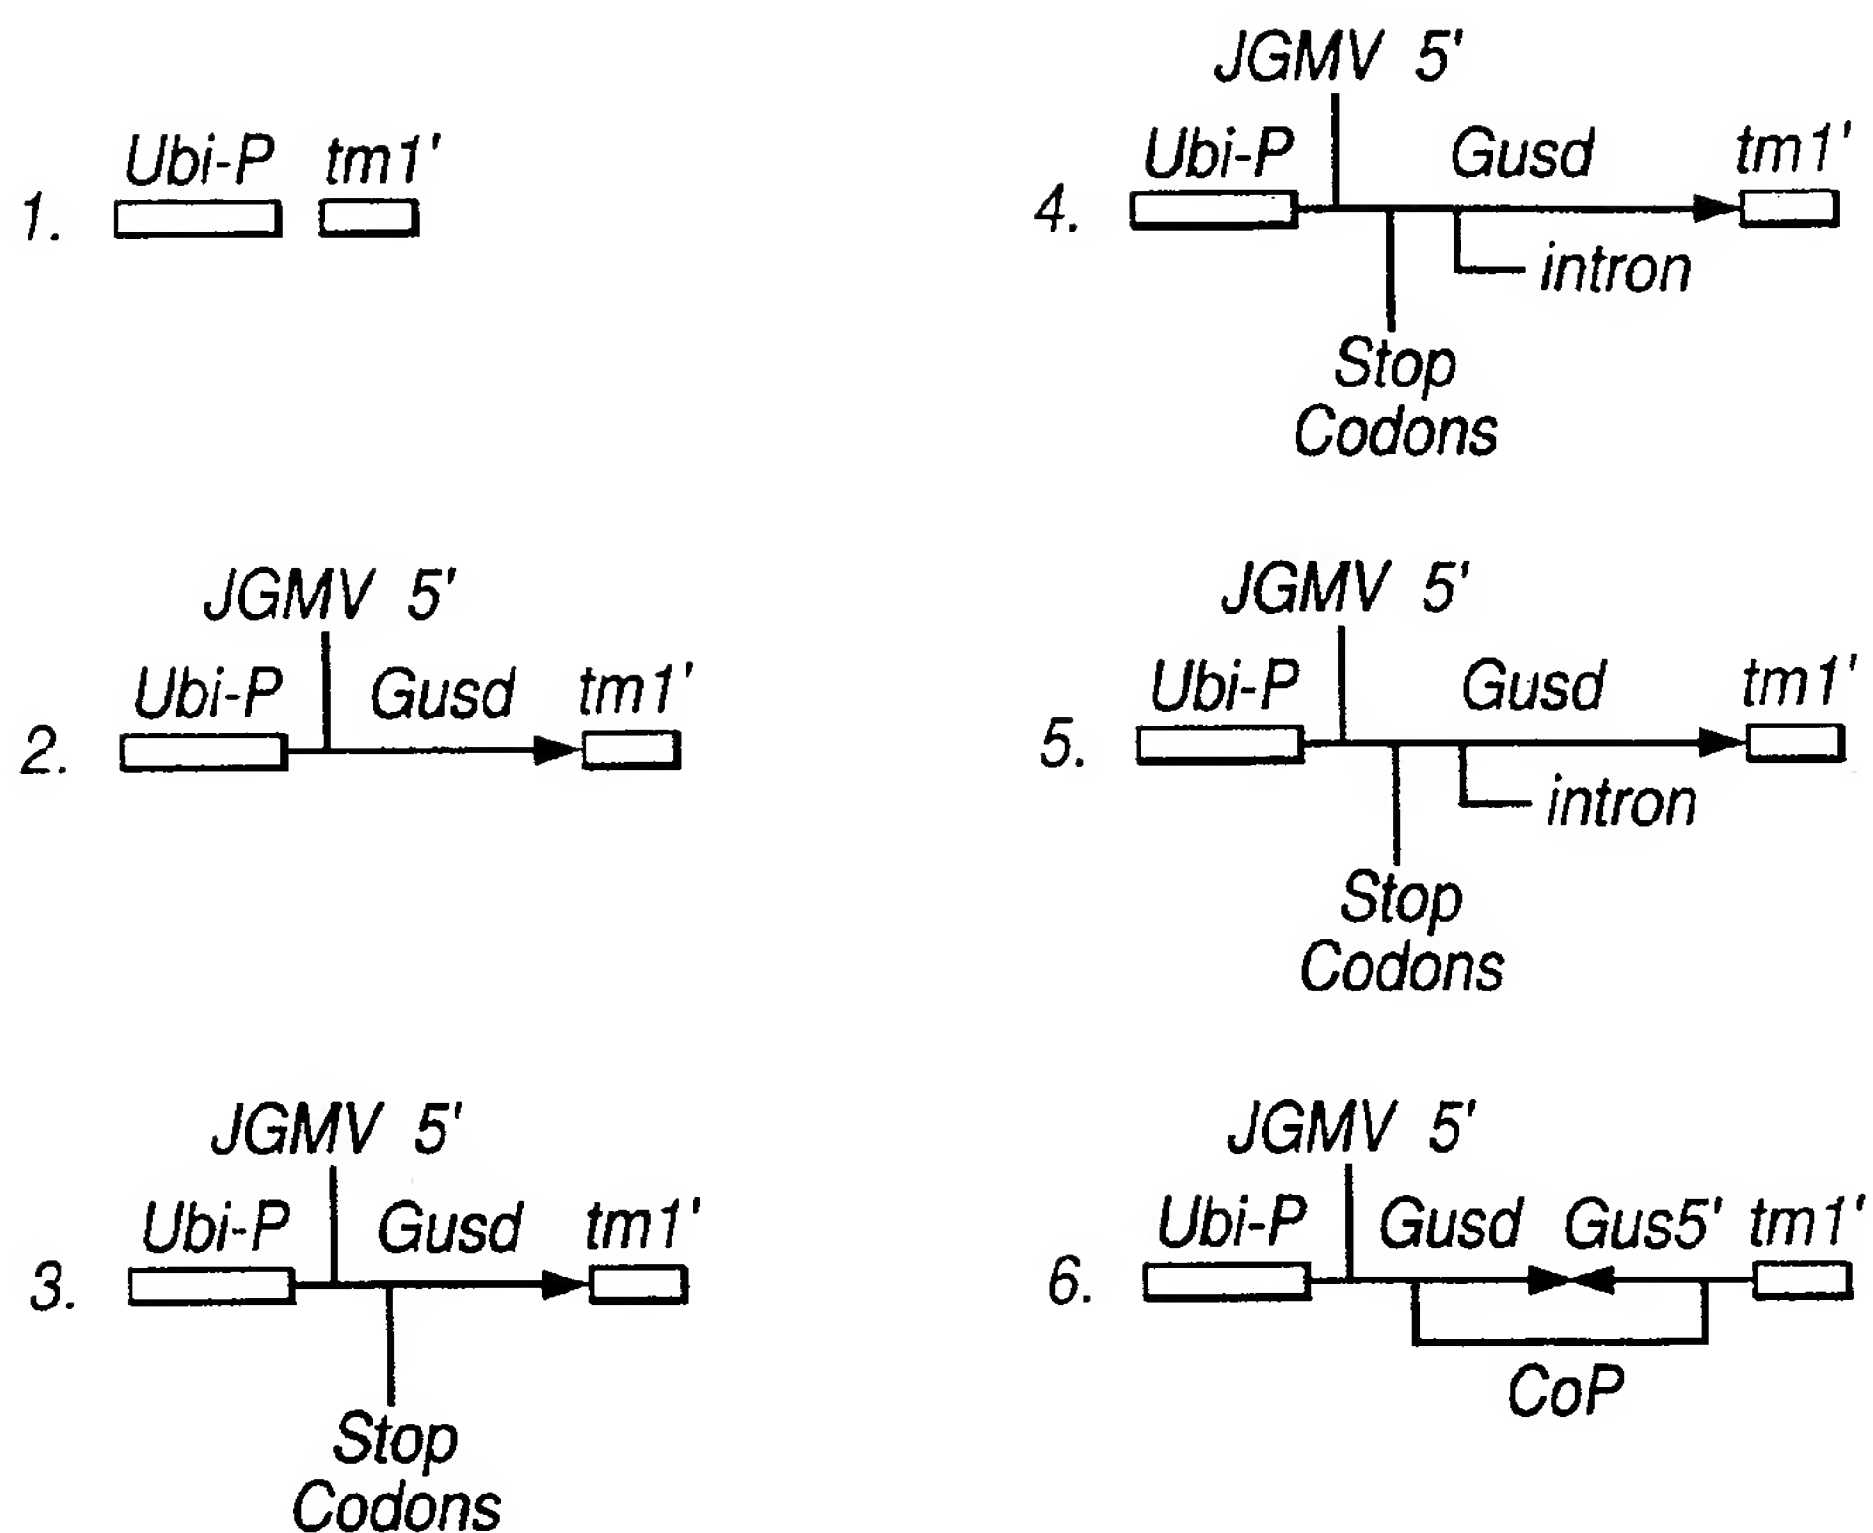 Ubi-P tm1'
1.
JGMV 5'
Ubi-P Gusd tm1'
2.
JGMV 5'
Ubi-P Gusd tm1'
3.
Stop
Codons
JGMV 5'
Ubi-P Gusd tm1'
4.
intron
Stop
Codons
JGMV 5'
Ubi-P Gusd tm1'
5.
intron
Stop
Codons
JGMV 5'
Ubi-P Gusd Gus5' tm1'
6.
CoP